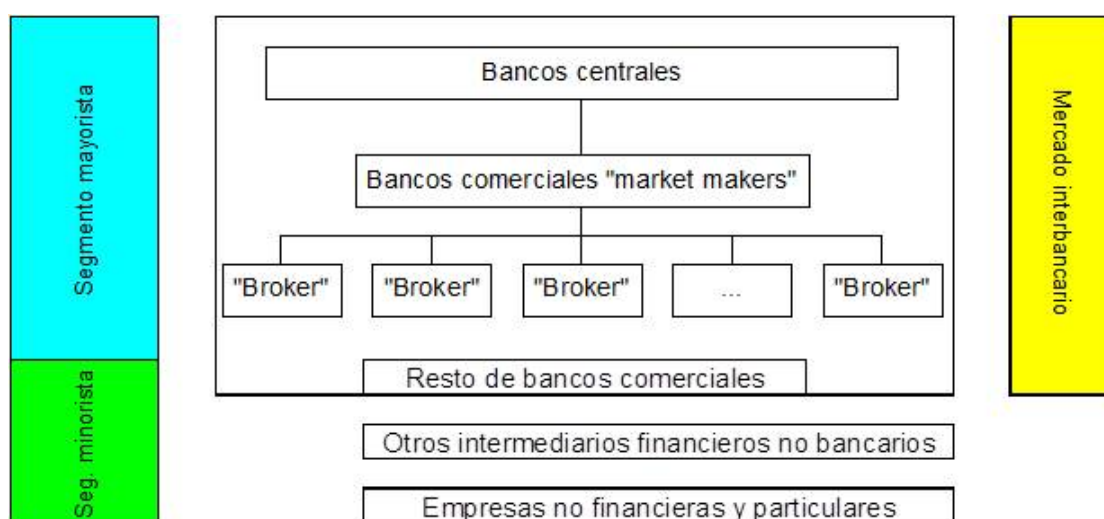 Segmento mayorista
Seg. minorista
Bancos centrales
Bancos comerciales "market makers"
"Broker"
"Broker"
"Broker"
...
"Broker"
Resto de bancos comerciales
Otros intermediarios financieros no bancarios
Empresas no financieras y particulares
Mercado interbancario